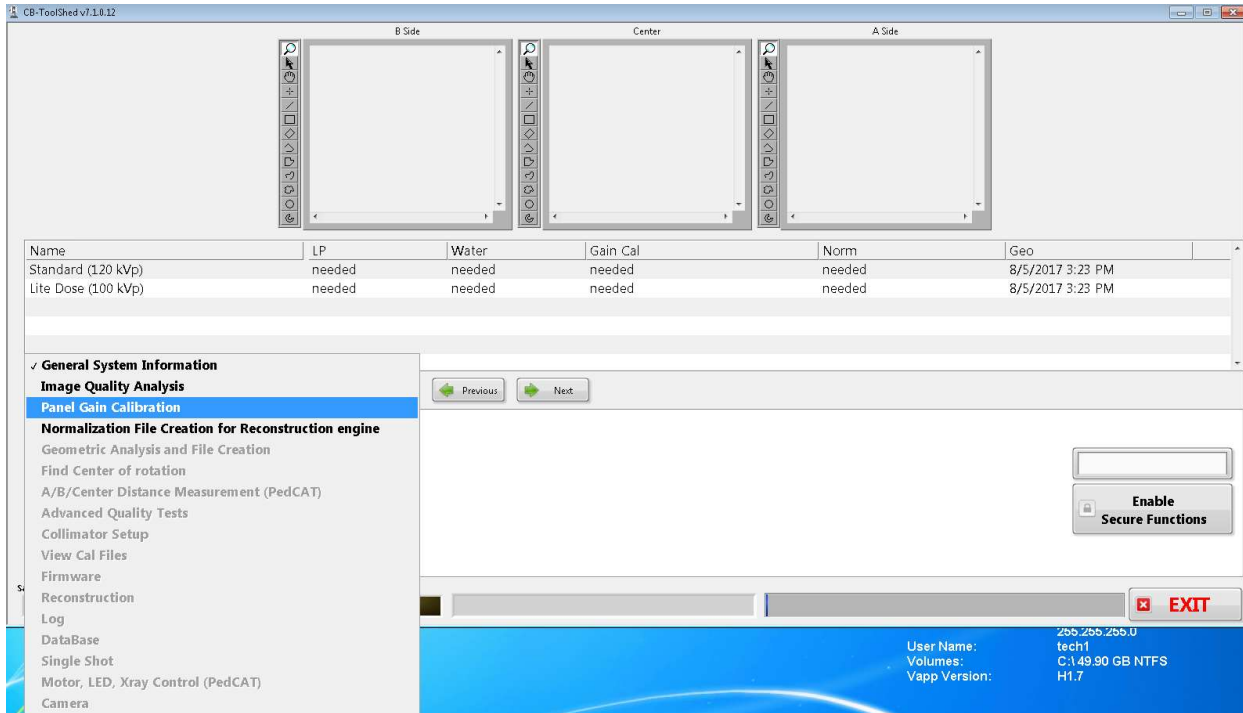 CB-ToolShed v7.1.0.12
B Side Center A Side
Name LP Water Gain Cal Norm Geo
Standard (120 kVp) needed needed needed needed 8/5/2017 3:23 PM
Lite Dose (100 kVp) needed needed needed needed 8/5/2017 3:23 PM
✓ General System Information
Image Quality Analysis
Previous Next
Panel Gain Calibration
Normalization File Creation for Reconstruction engine
Geometric Analysis and File Creation
Find Center of rotation
A/B/Center Distance Measurement (PedCAT)
Advanced Quality Tests
Enable
Secure Functions
Collimator Setup
View Cal Files
Firmware
Reconstruction
EXIT
Log
DataBase
Single Shot
Motor, LED, Xray Control (PedCAT)
Camera
255.255.255.0
User Name: tech1
Volumes: C:\ 49.90 GB NTFS
Vapp Version: H1.7